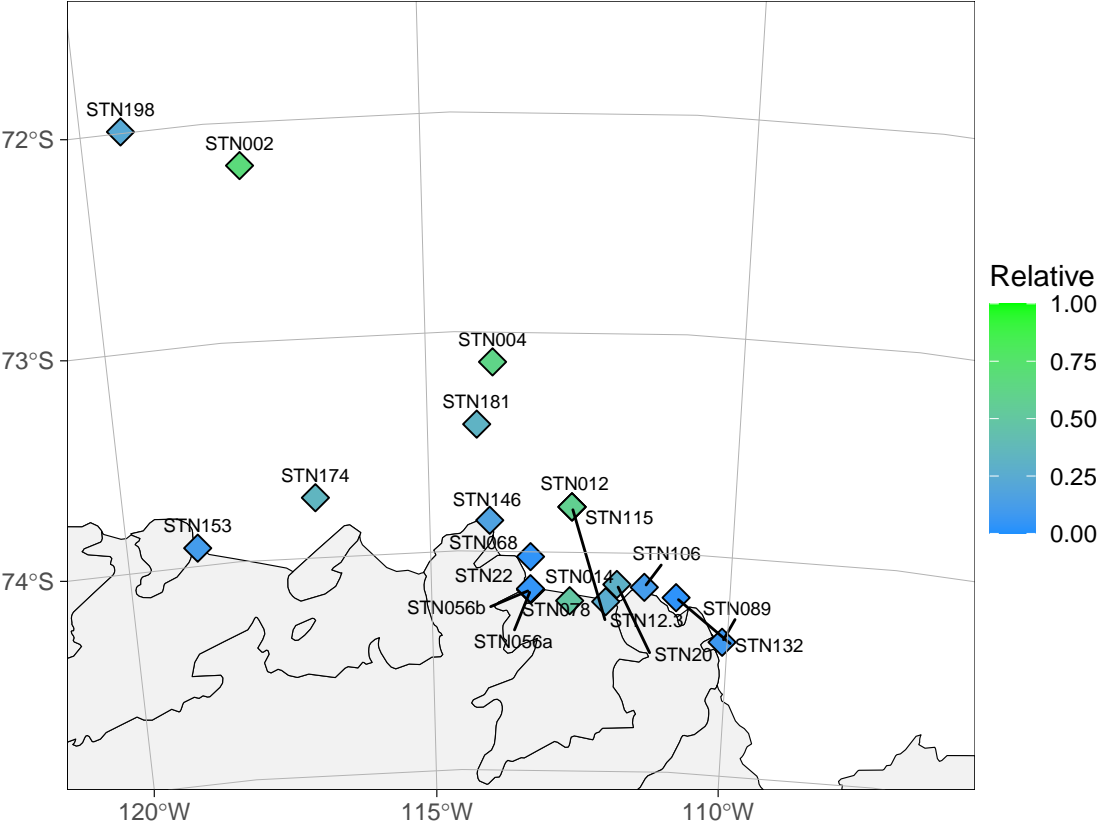 STN198
STN002
72°S
STN004
73°S
STN181
STN174
STN012
STN146
STN115
STN153
STN068
STN106
STN22
STN014
74°S
STN056b
STN078
STN089
STN12.3
STN056a
STN132
STN20
120°W
115°W
110°W
Relative
1.00
0.75
0.50
0.25
0.00